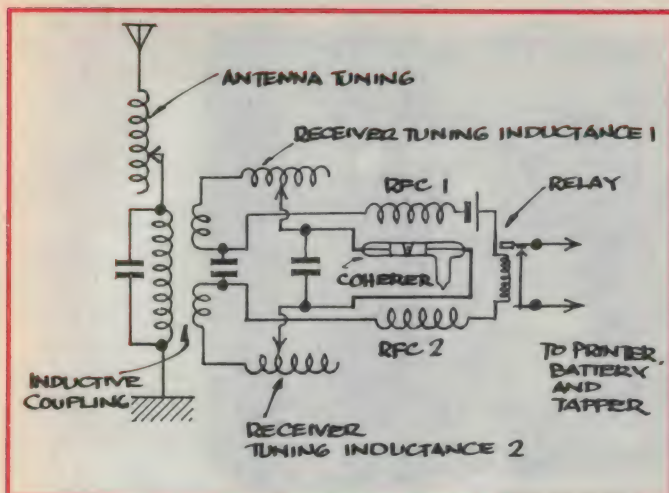 ANTENNA TUNING
RECEIVER TUNING INDUCTANCE 1
RFC 1
RELAY
COHERER
RFC 2
INDUCTIVE
COUPLING
RECEIVER
TUNING INDUCTANCE 2
TO PRINTER,
BATTERY
AND
TAPPER